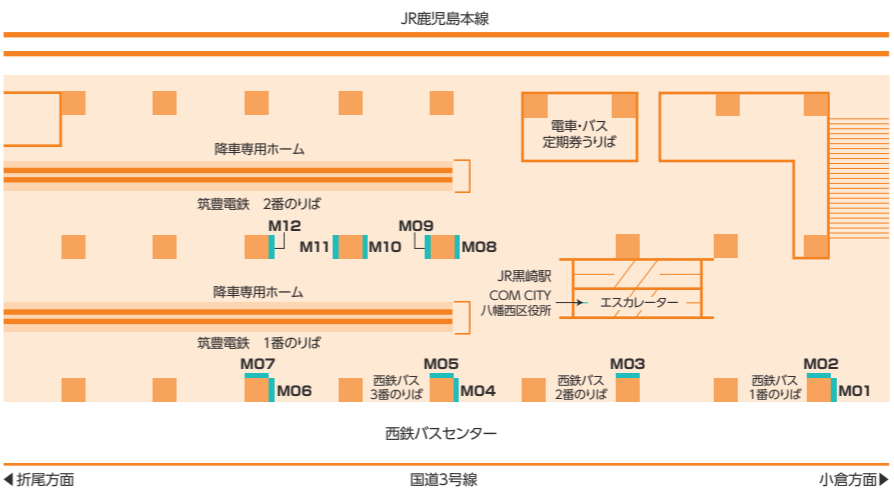 JR鹿児島本線
電車・バス
定期券うりば
降車専用ホーム
筑豊電鉄 2番のりば
M12
M09
M11
M10
M08
JR黒崎駅
COM CITY
八幡西区役所
エスカレーター
降車専用ホーム
筑豊電鉄 1番のりば
M07
M05
M03
M02
M06
西鉄バス
3番のりば
M04
西鉄バス
2番のりば
西鉄バス
1番のりば
M01
西鉄バスセンター
◀折尾方面
国道3号線
小倉方面▶